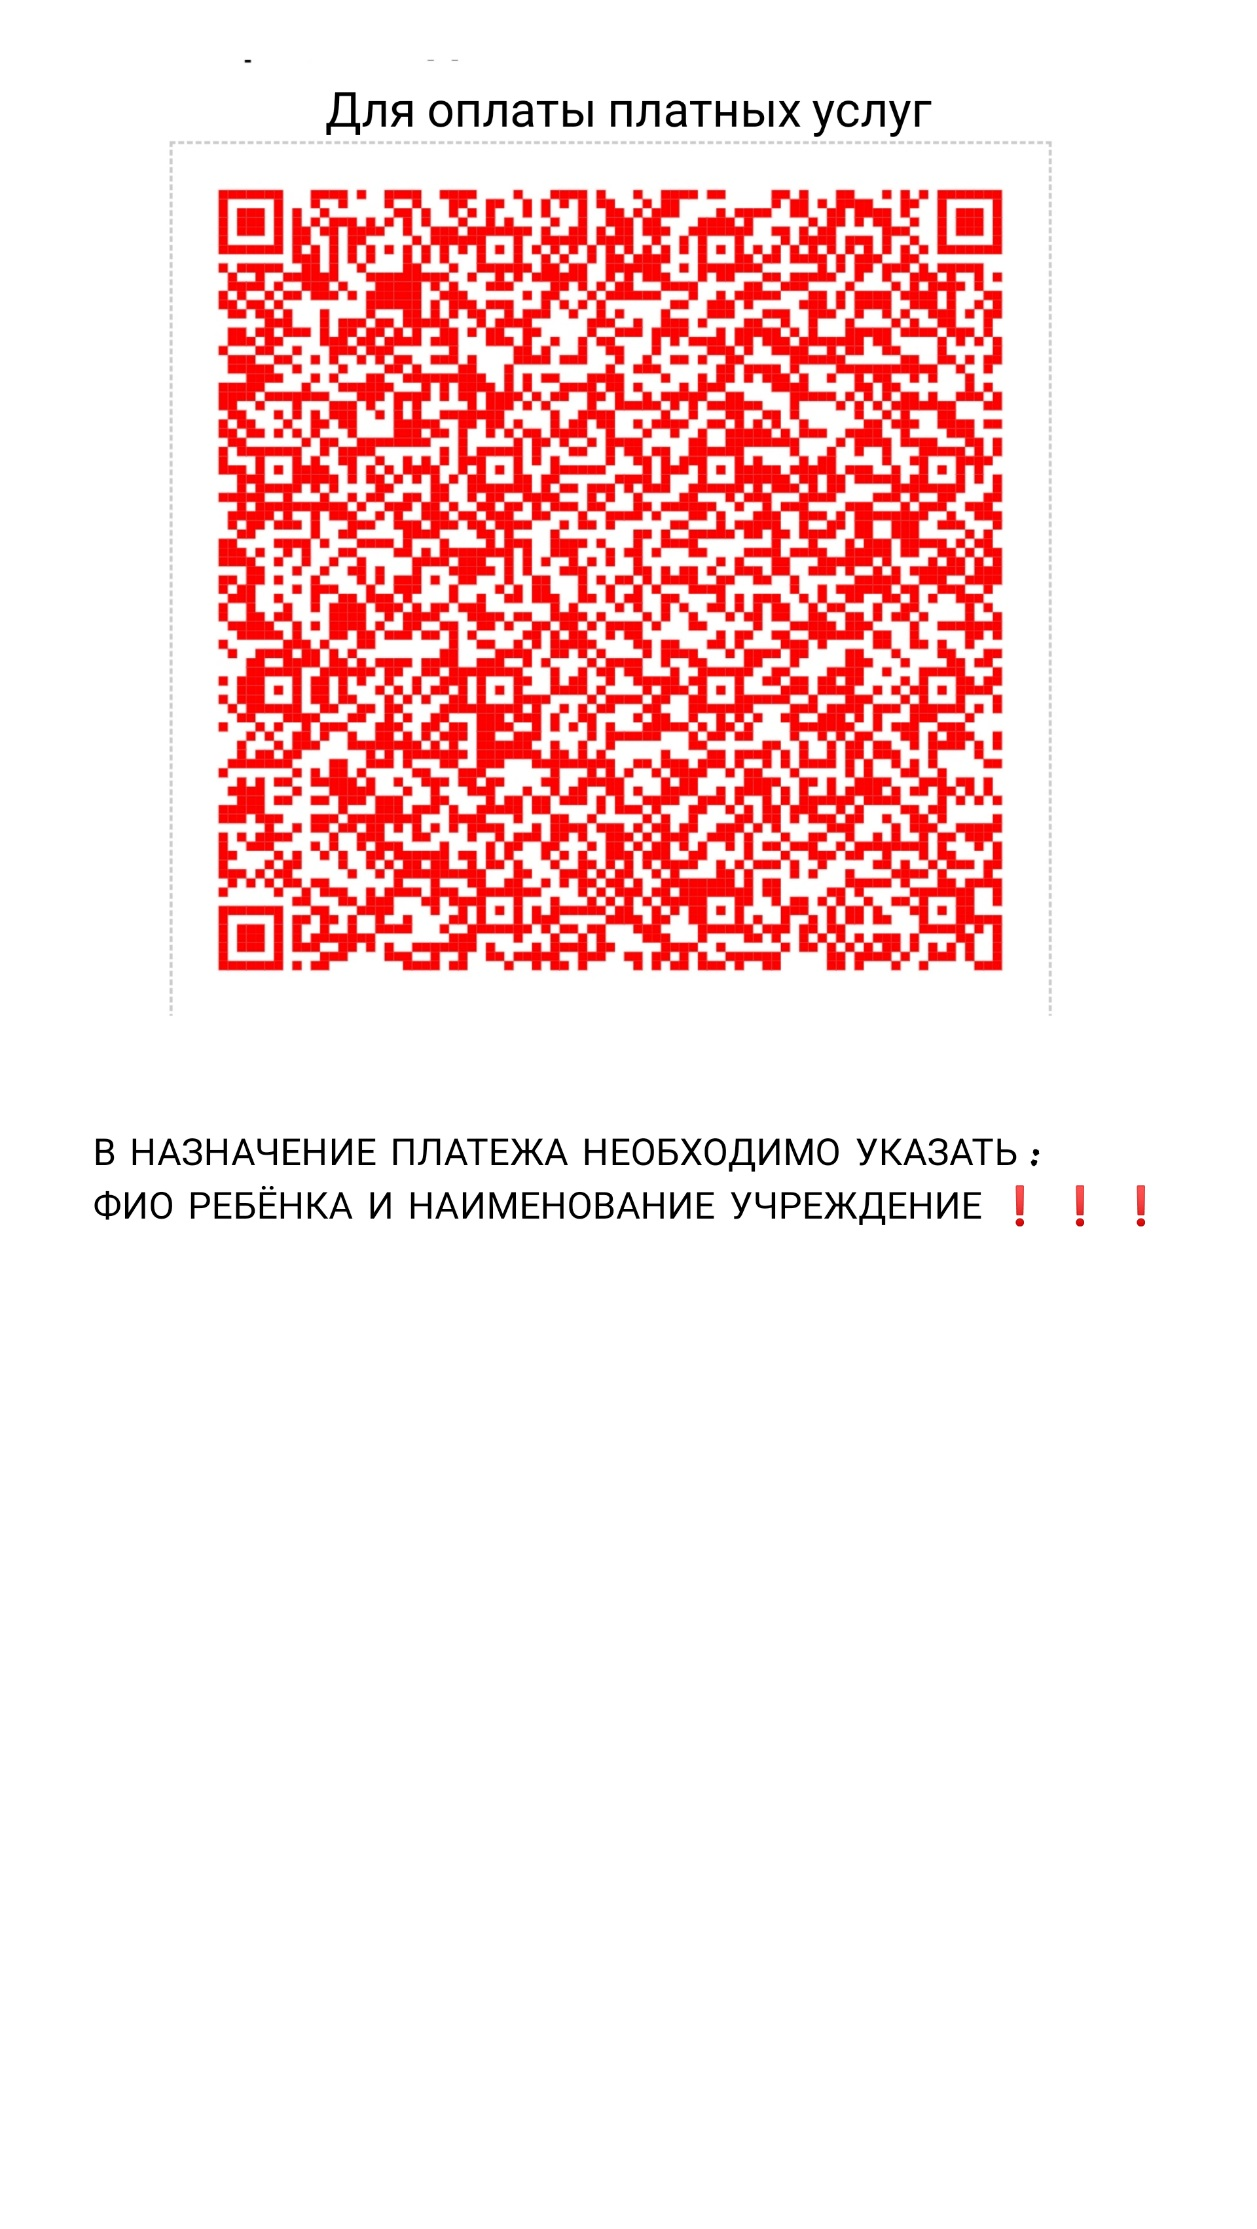 Для оплаты платных услуг
В НАЗНАЧЕНИЕ ПЛАТЕЖА НЕОБХОДИМО УКАЗАТЬ :
ФИО РЕБЁНКА И НАИМЕНОВАНИЕ УЧРЕЖДЕНИЕ ❗ ❗ ❗